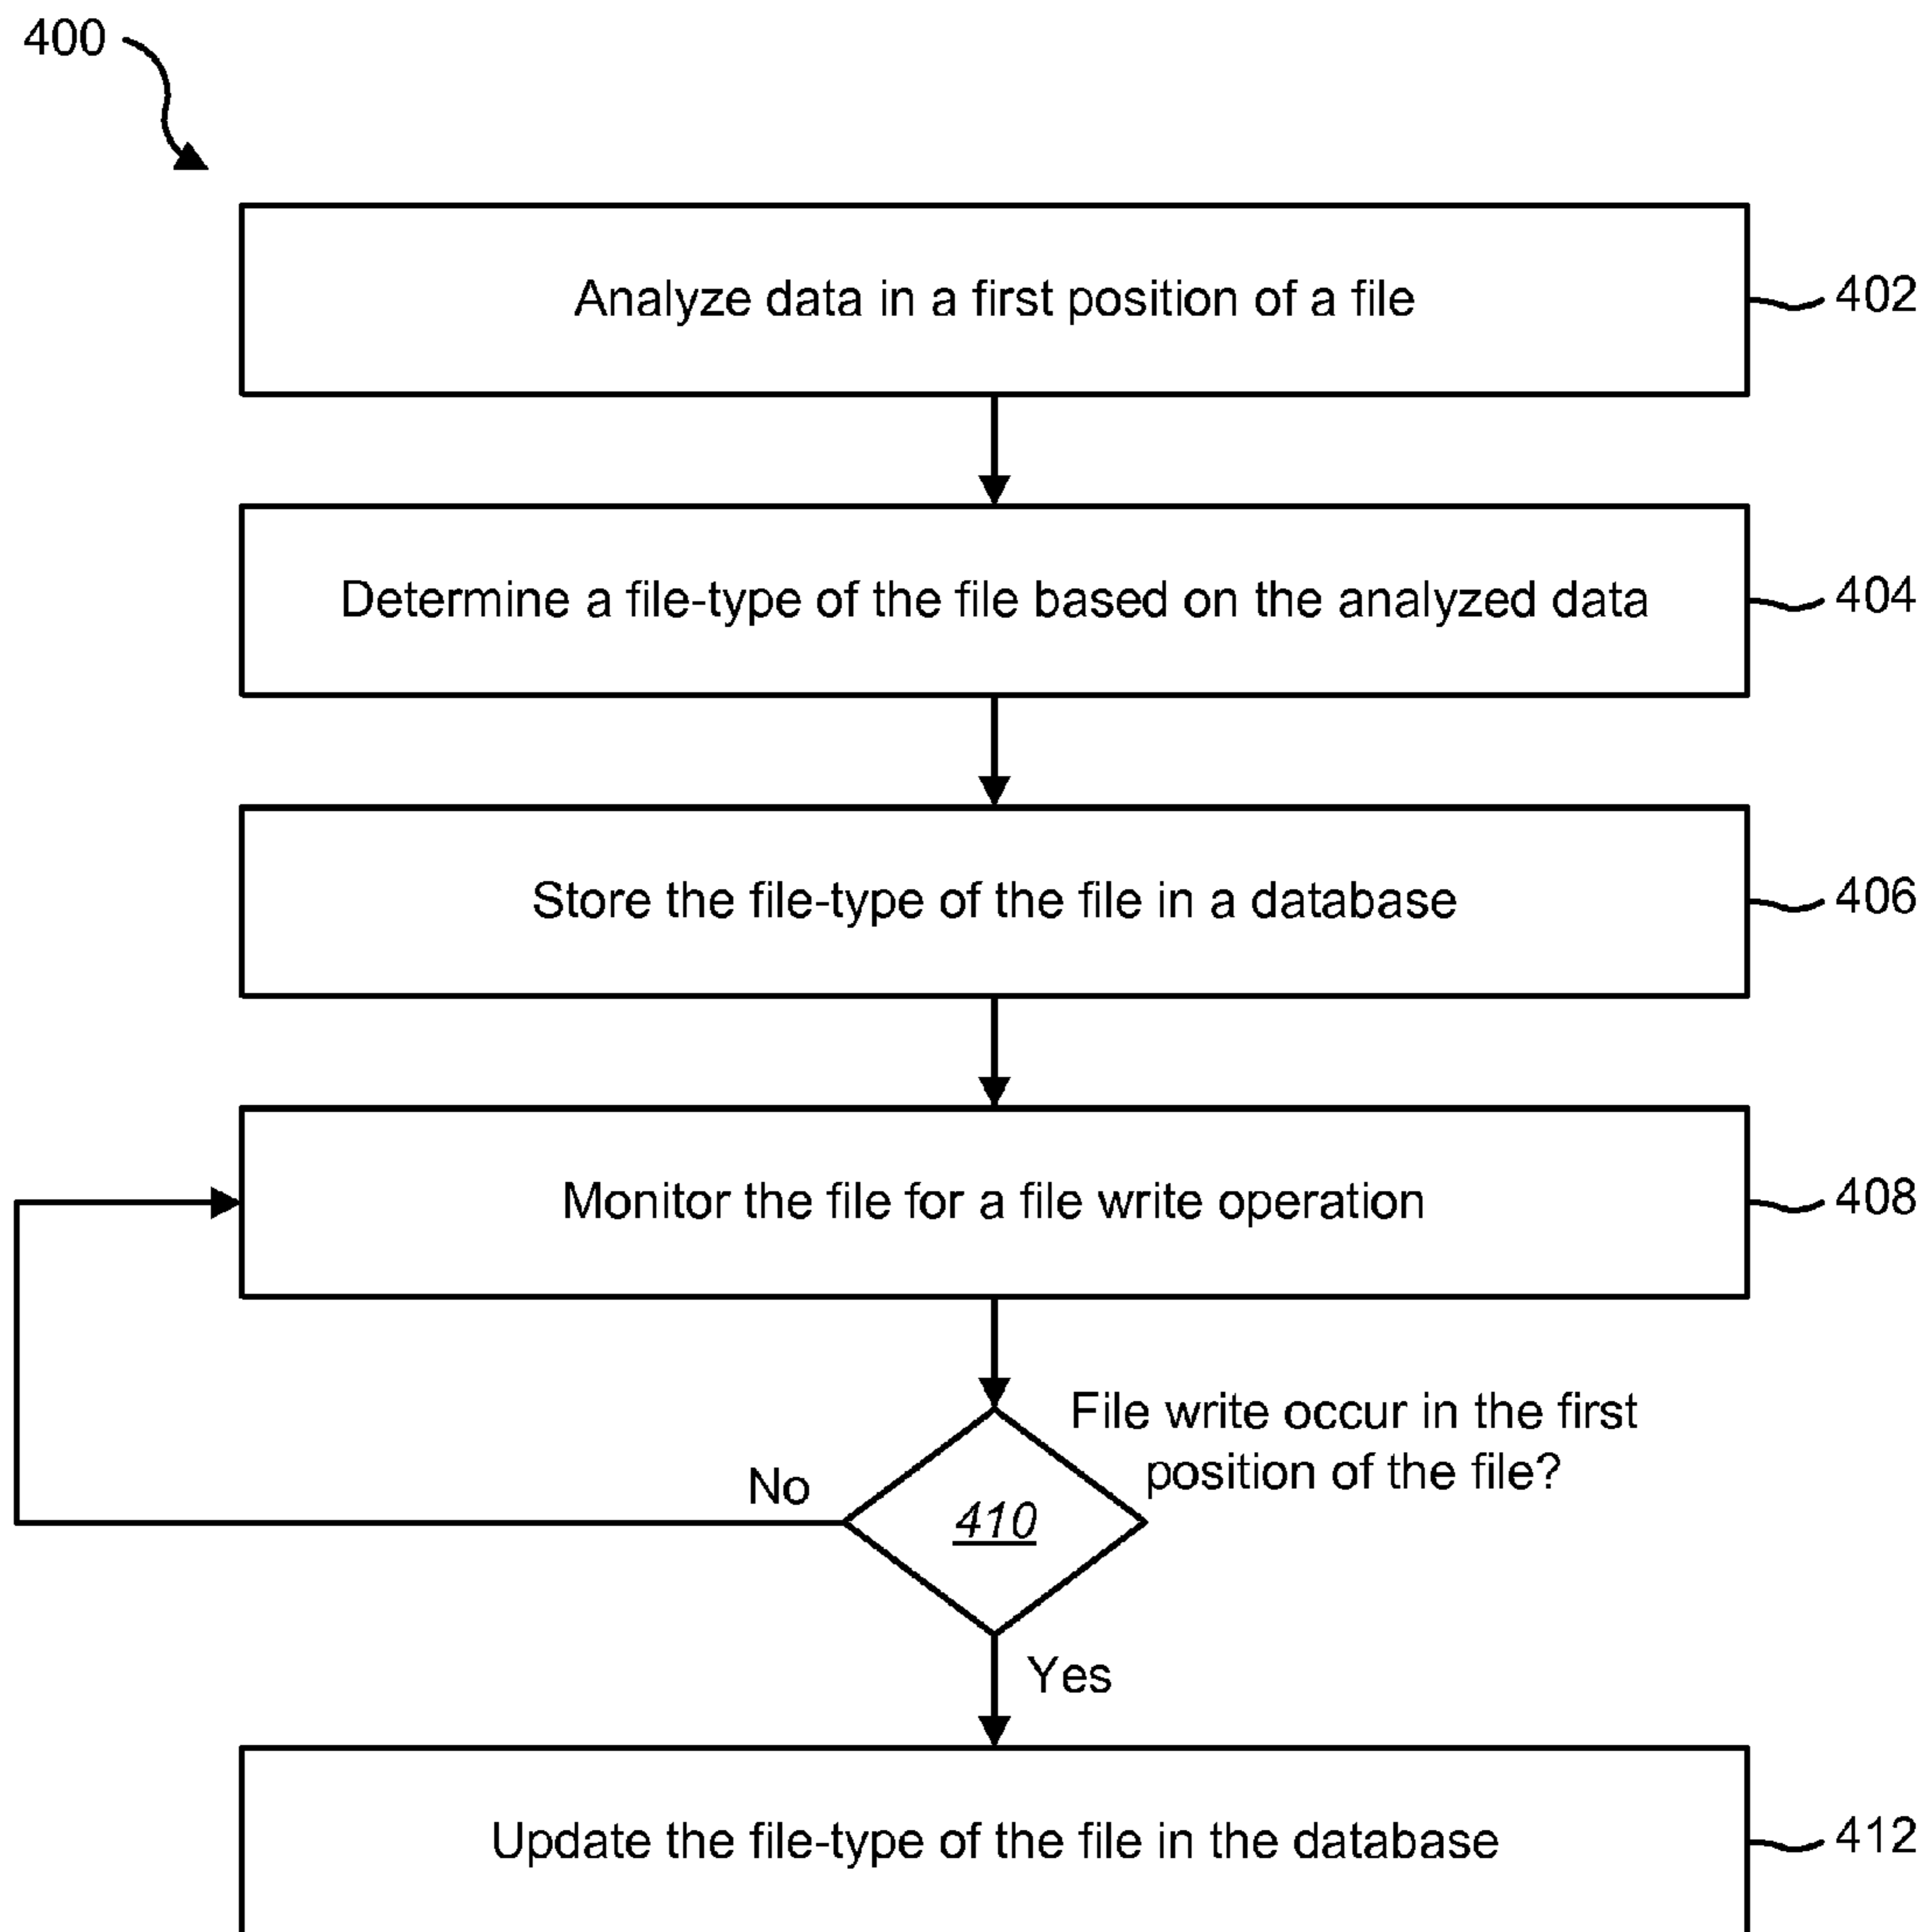 400
Analyze data in a first position of a file
402
Determine a file-type of the file based on the analyzed data
404
Store the file-type of the file in a database
406
Monitor the file for a file write operation
408
File write occur in the first
position of the file?
No
410
Yes
Update the file-type of the file in the database
412